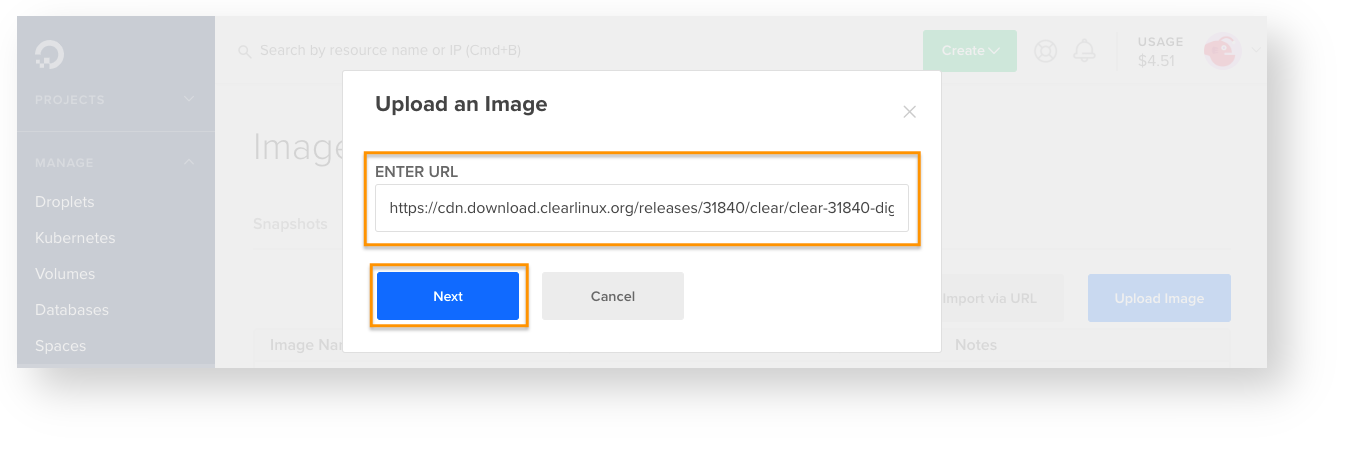 Search by resource name or IP (Cmd+B)
Create
USAGE
$4.51
PROJECTS
Upload an Image
Image
MANAGE
ENTER URL
Droplets
https://cdn.download.clearlinux.org/releases/31840/clear/clear-31840-dig
Snapshots
Kubernetes
Volumes
Next
Cancel
Import via URL
Upload Image
Databases
Spaces
Image Nam
Notes